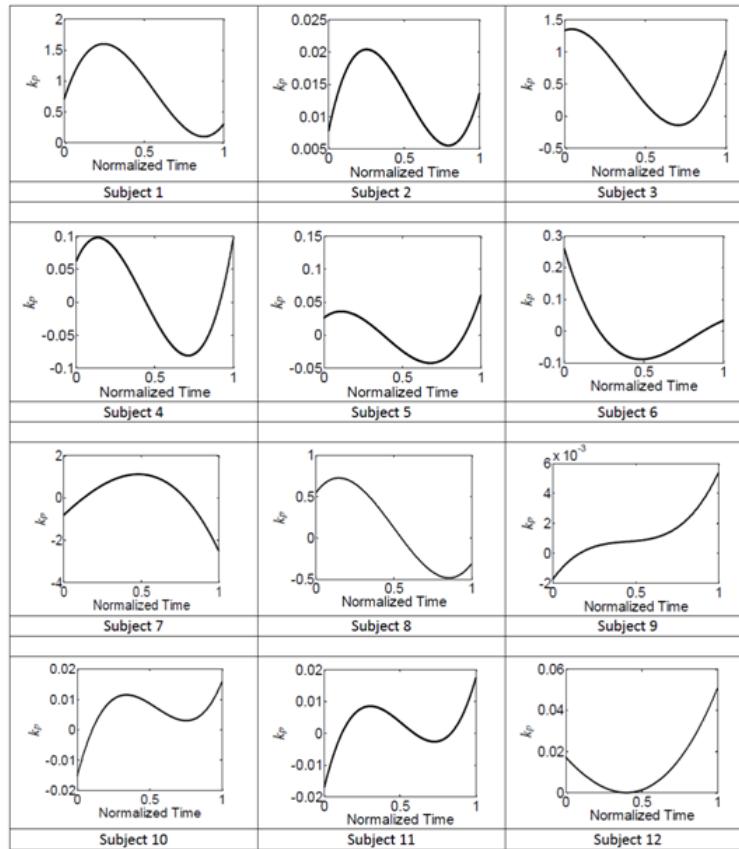 2
1.5
1
0.5
0
kp
0 0.5 1
Normalized Time
Subject 1
0.025
0.02
0.015
0.01
0.005
kp
0 0.5 1
Normalized Time
Subject 2
1.5
1
0.5
0
-0.5
kp
0 0.5 1
Normalized Time
Subject 3
0.1
0.05
0
-0.05
-0.1
kp
0 0.5 1
Normalized Time
Subject 4
0.15
0.1
0.05
0
-0.05
kp
0 0.5 1
Normalized Time
Subject 5
0.3
0.2
0.1
0
-0.1
kp
0 0.5 1
Normalized Time
Subject 6
2
0
-2
-4
kp
0 0.5 1
Normalized Time
Subject 7
1
0.5
0
-0.5
kp
0 0.5 1
Normalized Time
Subject 8
6 x 10^-3
4
2
0
-2
kp
0 0.5 1
Normalized Time
Subject 9
0.02
0.01
0
-0.01
-0.02
kp
0 0.5 1
Normalized Time
Subject 10
0.02
0.01
0
-0.01
-0.02
kp
0 0.5 1
Normalized Time
Subject 11
0.06
0.04
0.02
0
kp
0 0.5 1
Normalized Time
Subject 12